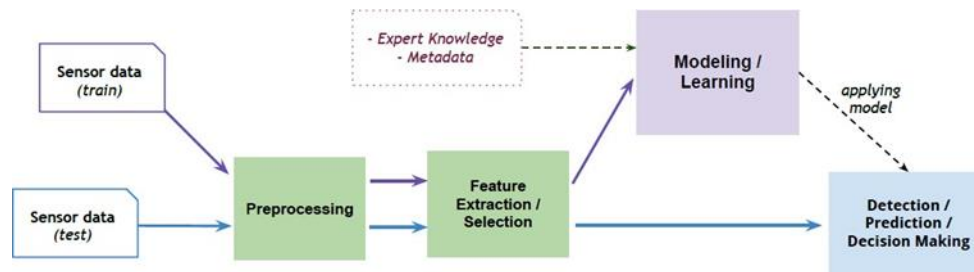 Sensor data
(train)
- Expert Knowledge
- Metadata
Modeling /
Learning
applying
model
Sensor data
(test)
Preprocessing
Feature
Extraction /
Selection
Detection /
Prediction /
Decision Making